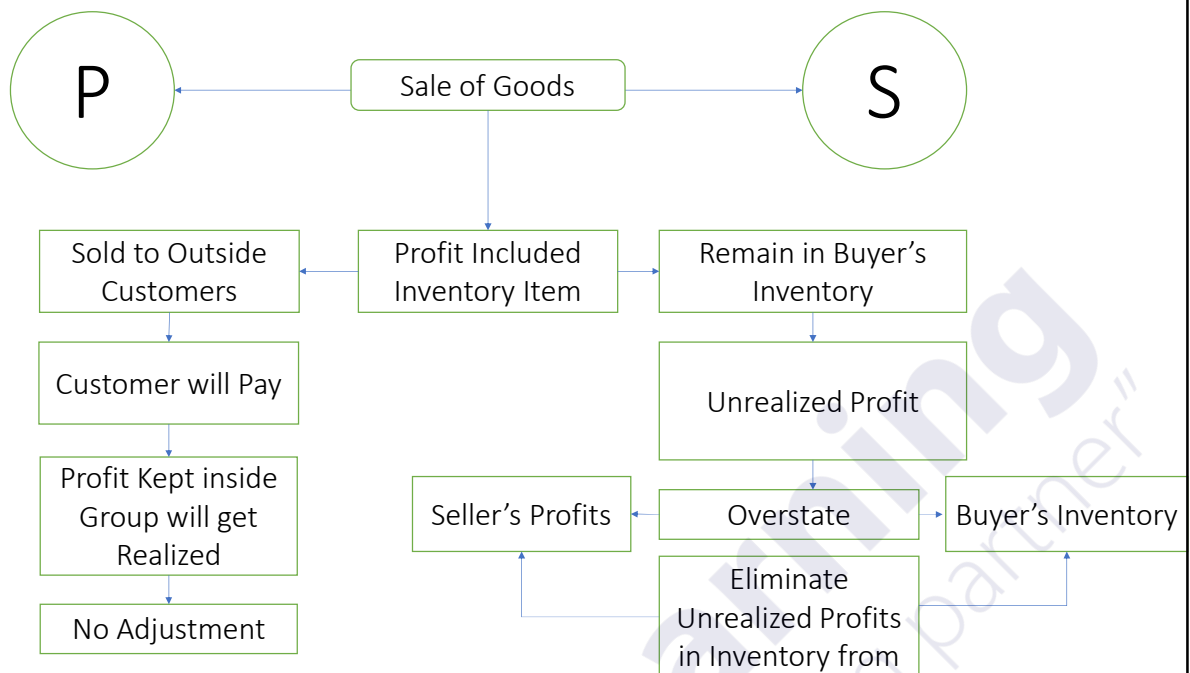 P
Sale of Goods
S
Sold to Outside
Customers
Profit Included
Inventory Item
Remain in Buyer’s
Inventory
Customer will Pay
Unrealized Profit
Profit Kept inside
Group will get
Realized
Seller’s Profits
Overstate
Buyer’s Inventory
No Adjustment
Eliminate
Unrealized Profits
in Inventory from
partner”